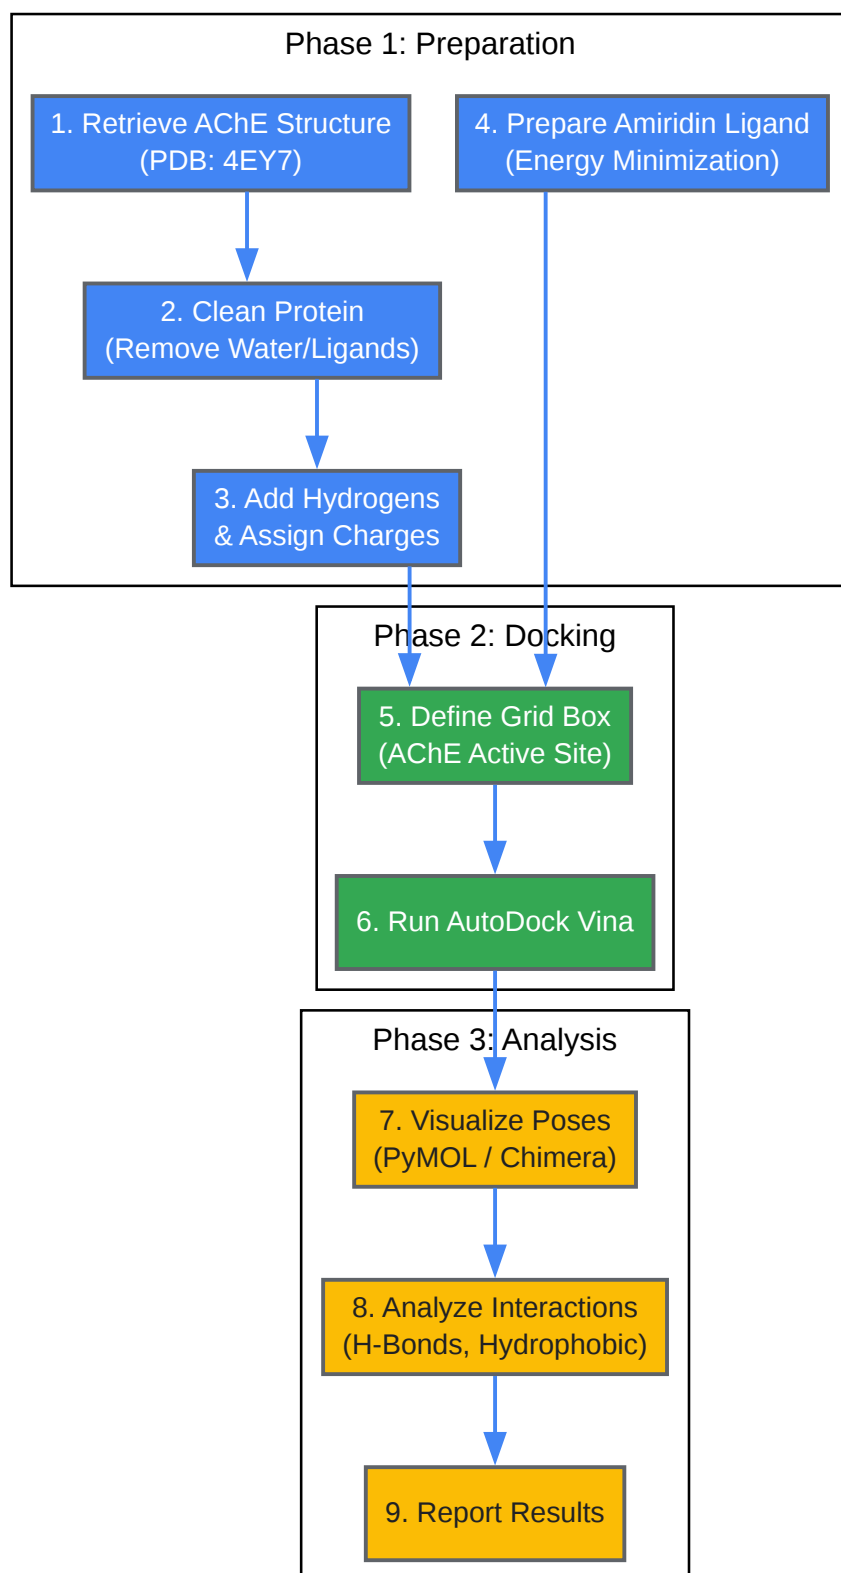 Phase 1: Preparation
1. Retrieve AChE Structure
(PDB: 4EY7)
4. Prepare Amiridin Ligand
(Energy Minimization)
2. Clean Protein
(Remove Water/Ligands)
3. Add Hydrogens
& Assign Charges
Phase 2: Docking
5. Define Grid Box
(AChE Active Site)
6. Run AutoDock Vina
Phase 3: Analysis
7. Visualize Poses
(PyMOL / Chimera)
8. Analyze Interactions
(H-Bonds, Hydrophobic)
9. Report Results